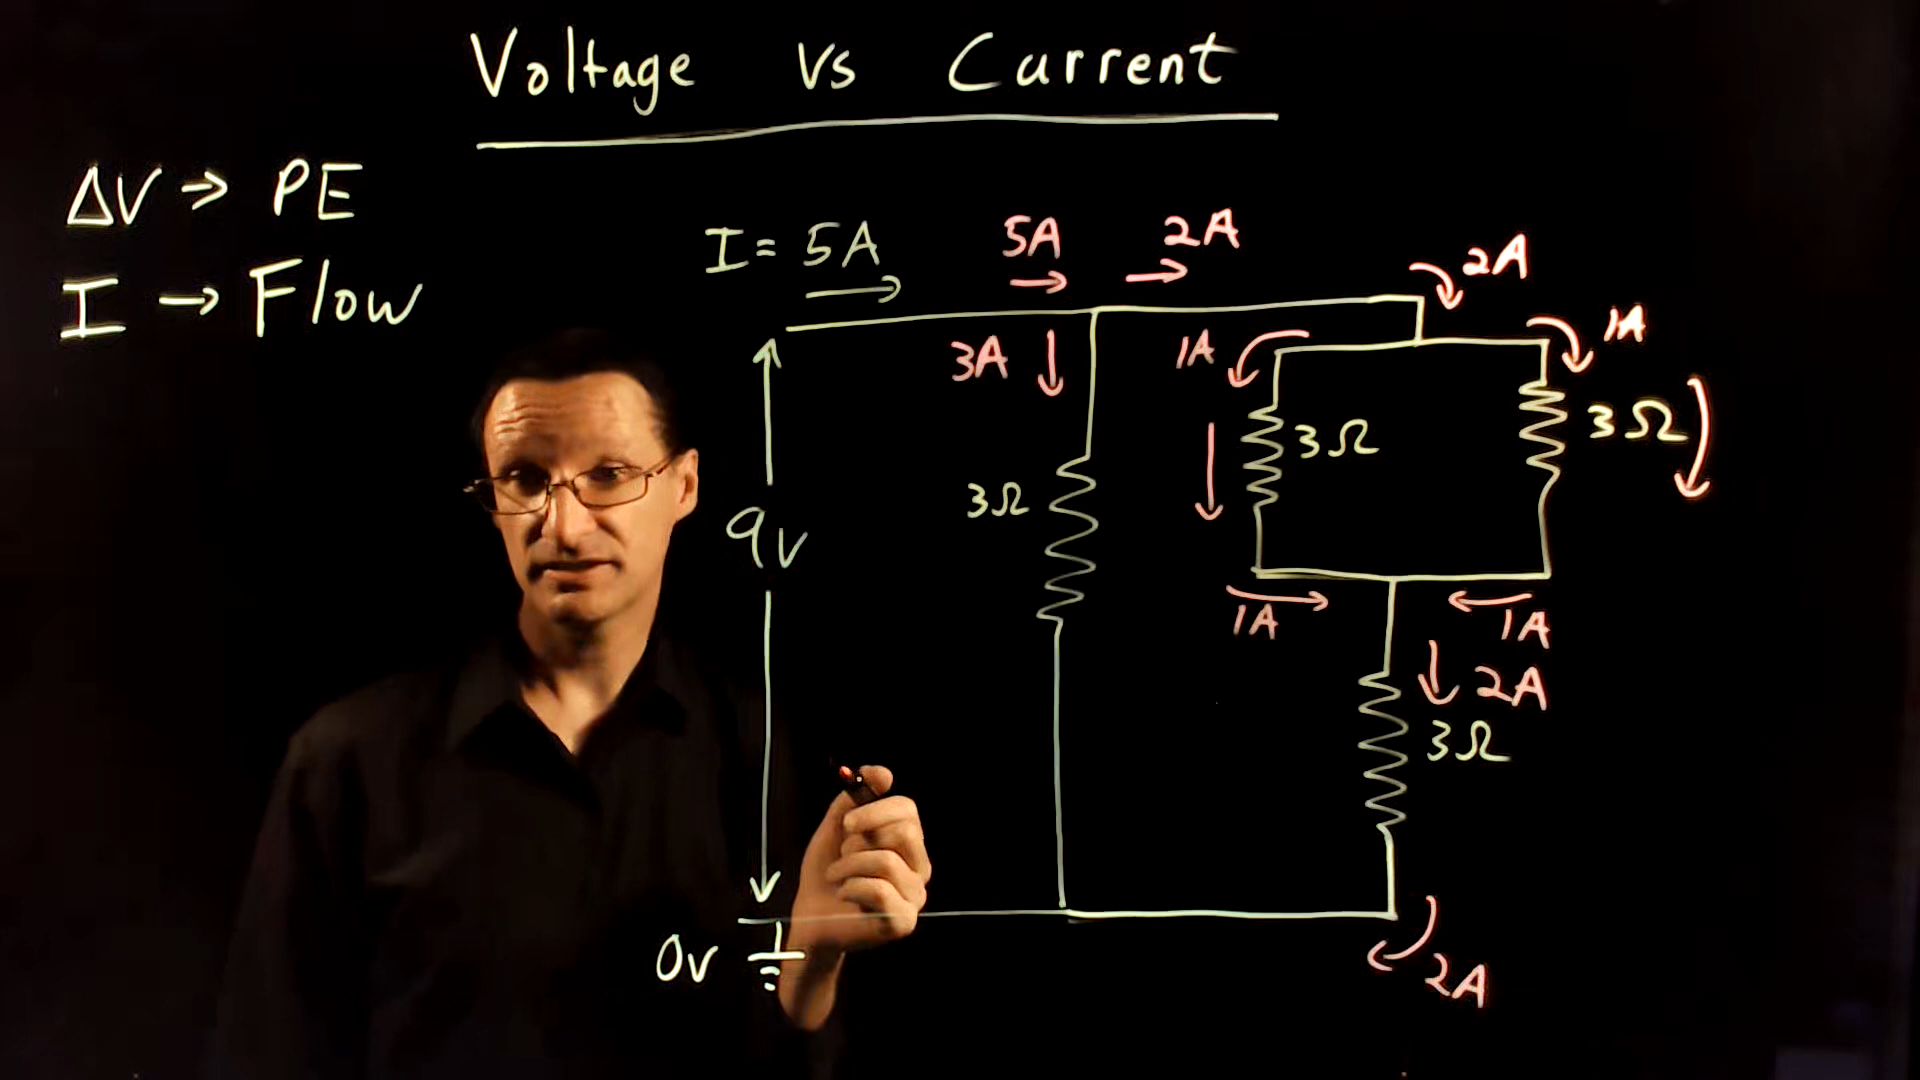 Voltage vs Current
ΔV → PE
I → Flow
I = 5A
5A
2A
2A
3A
1A
1A
3Ω
3Ω
3Ω
9v
1A
1A
2A
3Ω
0v
2A